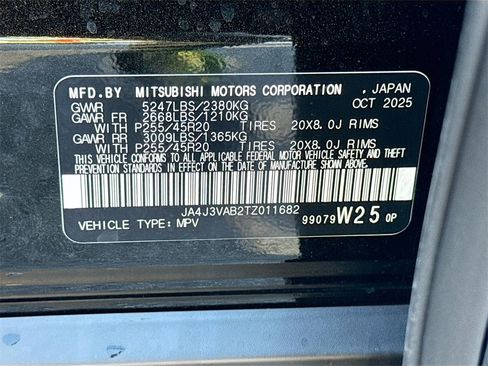 MFD.BY MITSUBISHI MOTORS CORPORATION , JAPAN
GVWR 5247LBS/2380KG OCT 2025
GAWR FR 2668LBS/1210KG
WITH P255/45R20 TIRES 20X8.0J RIMS
GAWR RR 3009LBS/1365KG
WITH P255/45R20 TIRES 20X8.0J RIMS
THIS VEHICLE CONFORMS TO ALL APPLICABLE FEDERAL MOTOR VEHICLE SAFETY AND THEFT
PREVENTION STANDARDS IN EFFECT ON THE DATE OF MANUFACTURE SHOWN ABOVE.
JA4J3VAB2TZ011682
VEHICLE TYPE: MPV 99079 W25 0P